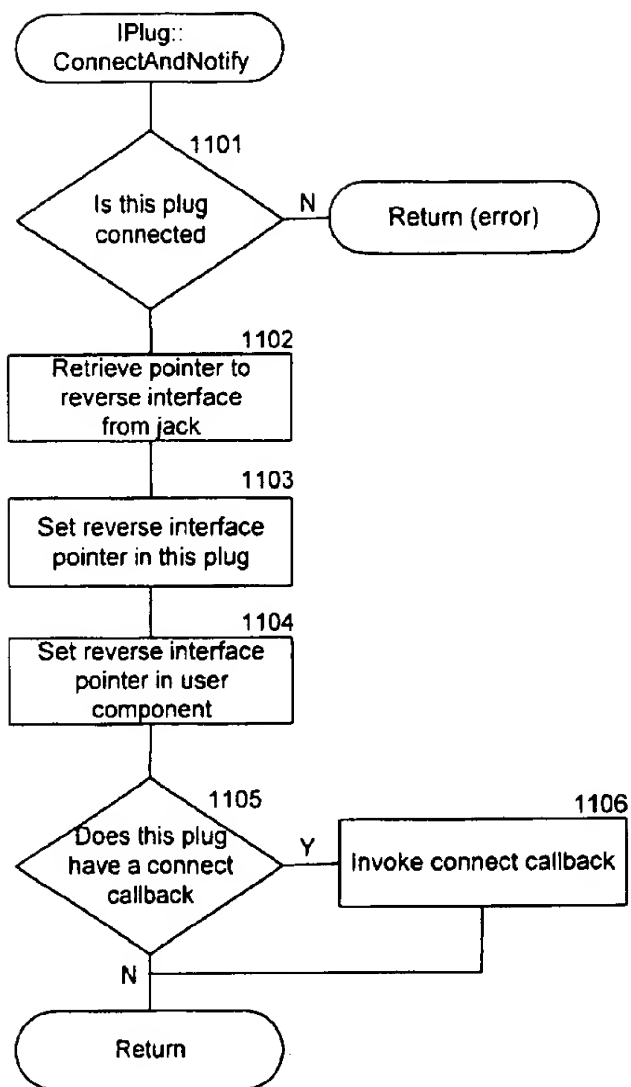 IPlug::
ConnectAndNotify
1101
Is this plug
connected
N
Return (error)
1102
Retrieve pointer to
reverse interface
from jack
1103
Set reverse interface
pointer in this plug
1104
Set reverse interface
pointer in user
component
1105
Does this plug
have a connect
callback
Y
1106
Invoke connect callback
N
Return